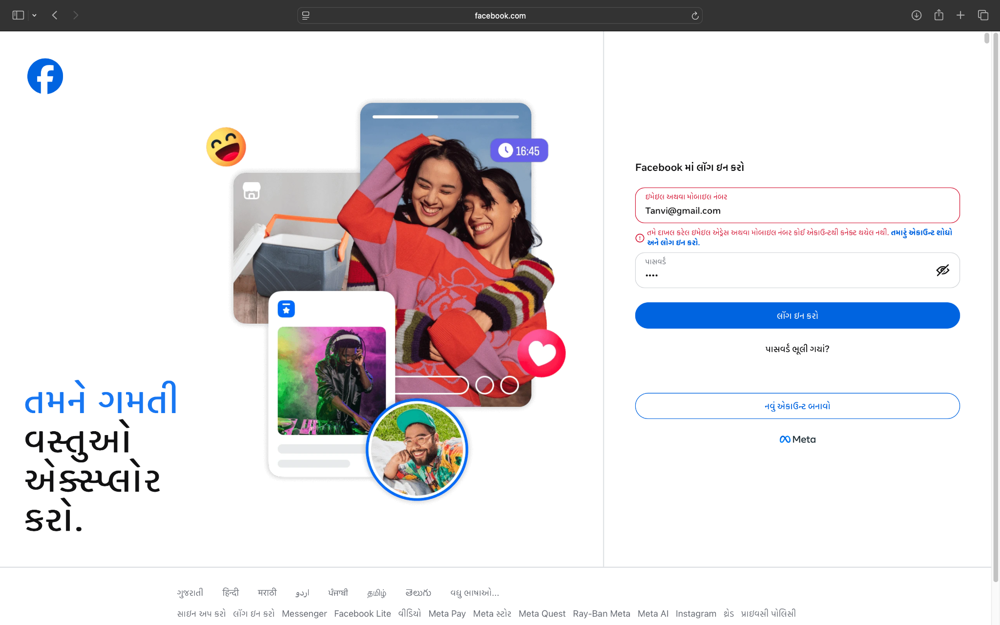 facebook.com
16:45
તમને ગમતી
વસ્તુઓ
એક્સ્પ્લોર
કરો.
Facebook માં લૉગ ઇન કરો
ઇમેઇલ અથવા મોબાઇલ નંબર
Tanvi@gmail.com
તમે દાખલ કરેલ ઇમેઇલ એડ્રેસ અથવા મોબાઇલ નંબર કોઈ એકાઉન્ટથી કનેક્ટ થયેલ નથી. તમારું એકાઉન્ટ શોધો
અને લોગ ઇન કરો.
પાસવર્ડ
••••
લૉગ ઇન કરો
પાસવર્ડ ભૂલી ગયાં?
નવું એકાઉન્ટ બનાવો
Meta
ગુજરાતી हिन्दी मराठी اردو ਪੰਜਾਬੀ தமிழ் తెలుగు વધુ ભાષાઓ...
સાઇન અપ કરો લૉગ ઇન કરો Messenger Facebook Lite વીડિયો Meta Pay Meta સ્ટોર Meta Quest Ray-Ban Meta Meta AI Instagram થ્રેડ પ્રાઇવસી પોલિસી